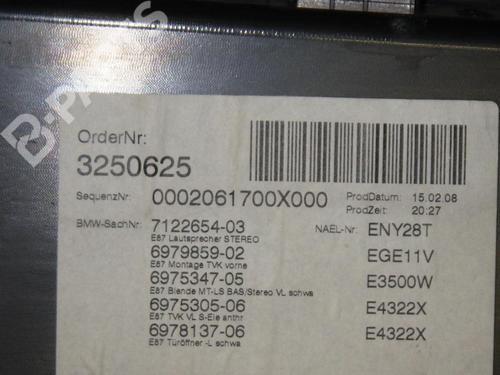 B-PARTS
OrderNr:
3250625
SequenzNr 0002061700X000 ProdDatum: 15.02.08
ProdZeit: 20:27
BMW-SachNr 7122654-03 NAEL-Nr: ENY28T
E87 Lautsprecher STEREO
6979859-02 EGE11V
E87 Montage TVK vorne
6975347-05 E3500W
E87 Blende MT-LS BAS/Stereo VL schwa
6975305-06 E4322X
E87 TVK VL S-Ele anthr
6978137-06 E4322X
E87 Türöffner -L schwa